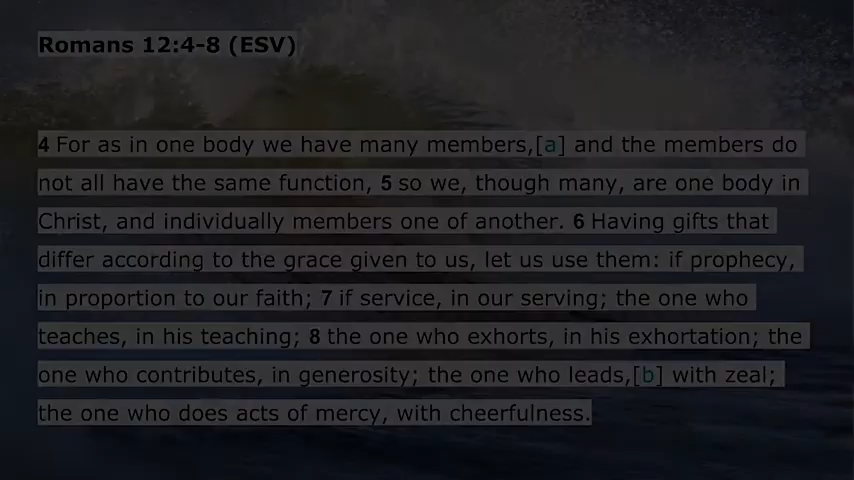 Romans 12:4-8 (ESV)
4 For as in one body we have many members,[a] and the members do
not all have the same function, 5 so we, though many, are one body in
Christ, and individually members one of another. 6 Having gifts that
differ according to the grace given to us, let us use them: if prophecy,
in proportion to our faith; 7 if service, in our serving; the one who
teaches, in his teaching; 8 the one who exhorts, in his exhortation; the
one who contributes, in generosity; the one who leads,[b] with zeal;
the one who does acts of mercy, with cheerfulness.